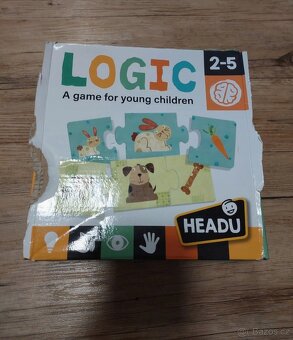 LOGIC
2-5
A game for young children
HEADU
Bazos.cz